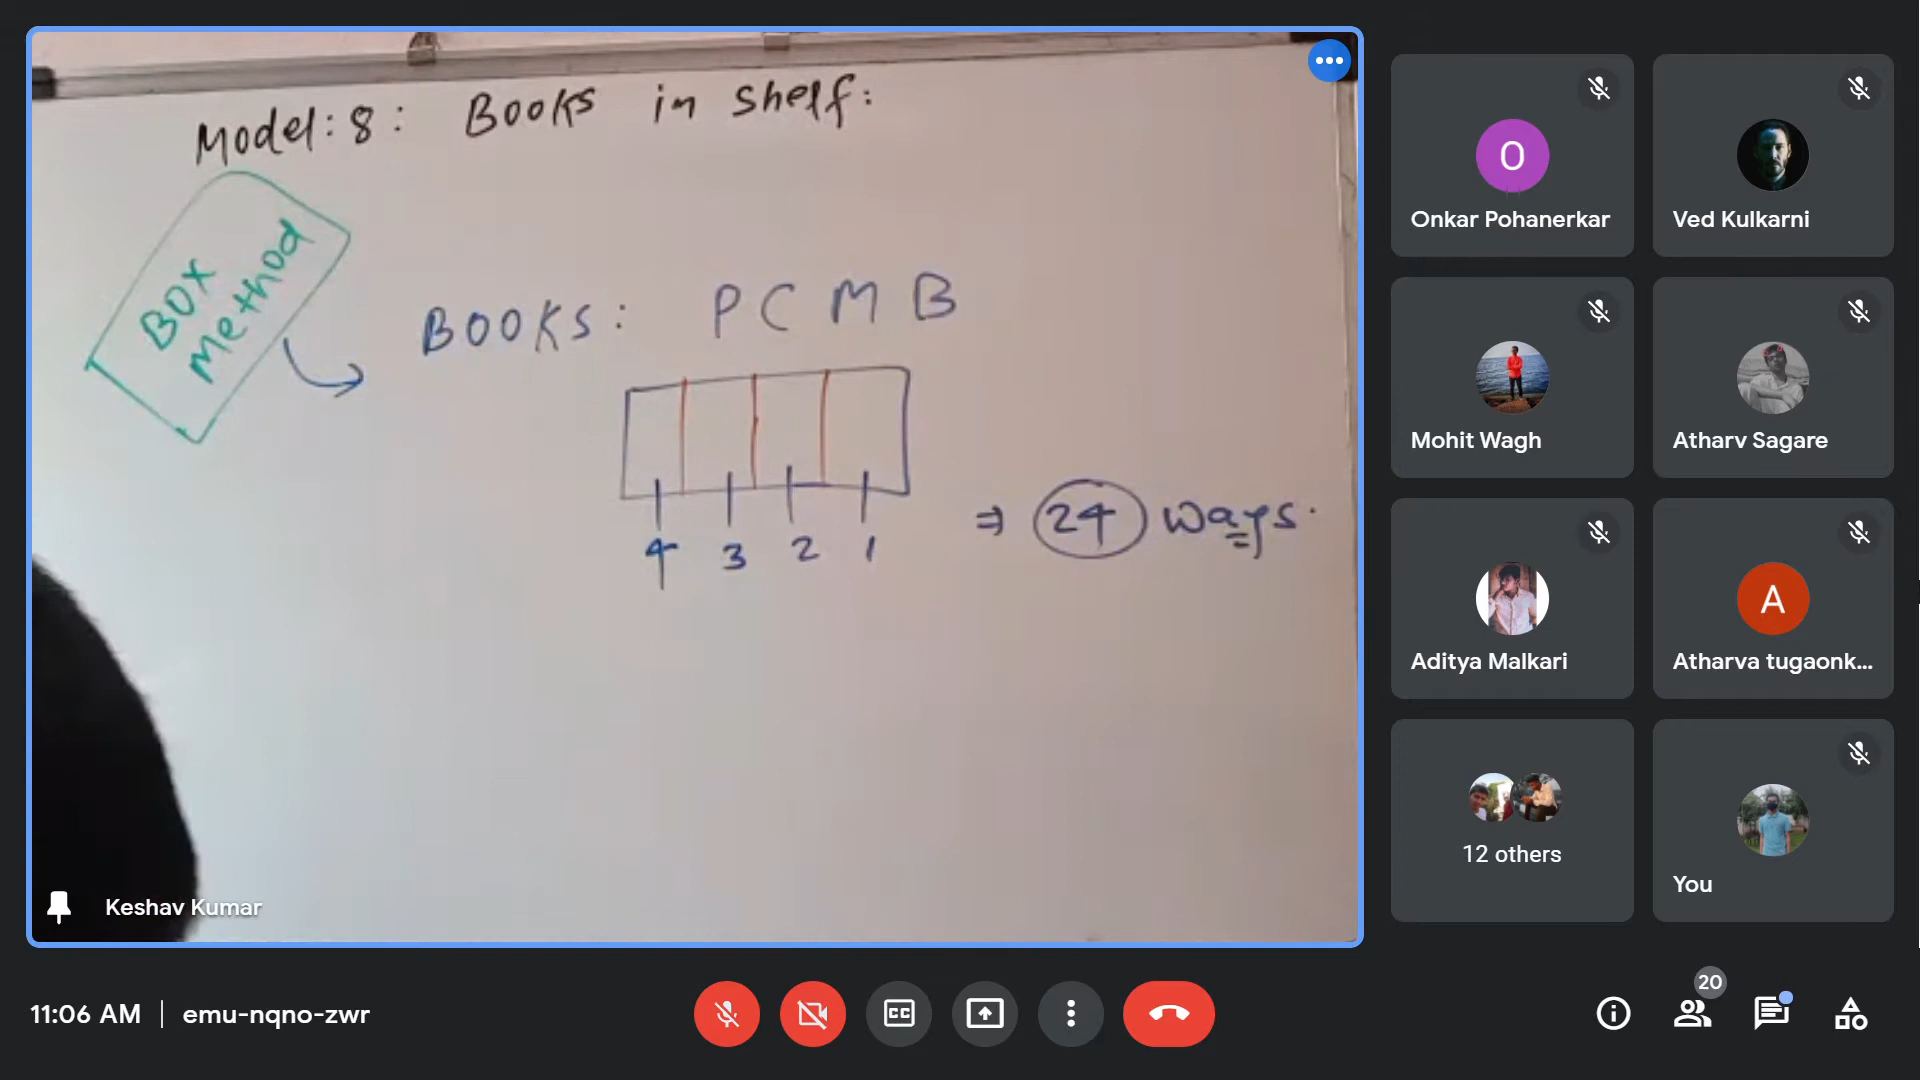 Model: 8: Books in shelf:
BOX
Method
BOOKS: P C M B
4 3 2 1
⇒ 24 ways.
Keshav Kumar
O
Onkar Pohanerkar
Ved Kulkarni
Mohit Wagh
Atharv Sagare
Aditya Malkari
A
Atharva tugaonk...
12 others
You
11:06 AM | emu-nqno-zwr
CC
20